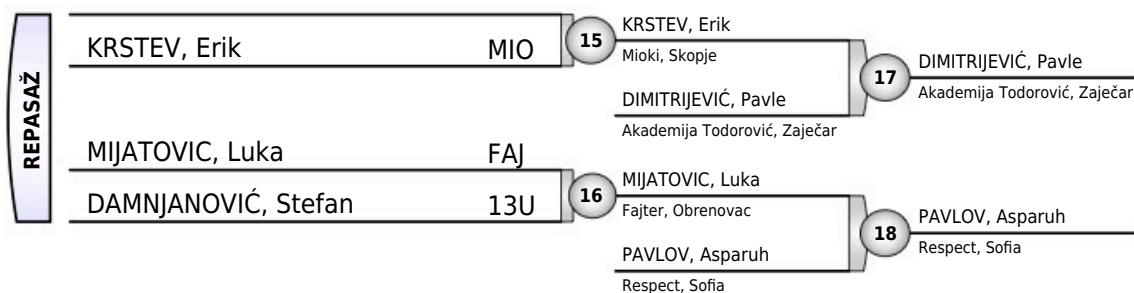 REPASAŽ
KRSTEV, Erik MIO
15
KRSTEV, Erik
Mioki, Skopje
DIMITRIJEVIĆ, Pavle
Akademija Todorović, Zaječar
17
DIMITRIJEVIĆ, Pavle
Akademija Todorović, Zaječar
MIJATOVIC, Luka FAJ
DAMNJANOVIĆ, Stefan 13U
16
MIJATOVIC, Luka
Fajter, Obrenovac
PAVLOV, Asparuh
Respect, Sofia
18
PAVLOV, Asparuh
Respect, Sofia